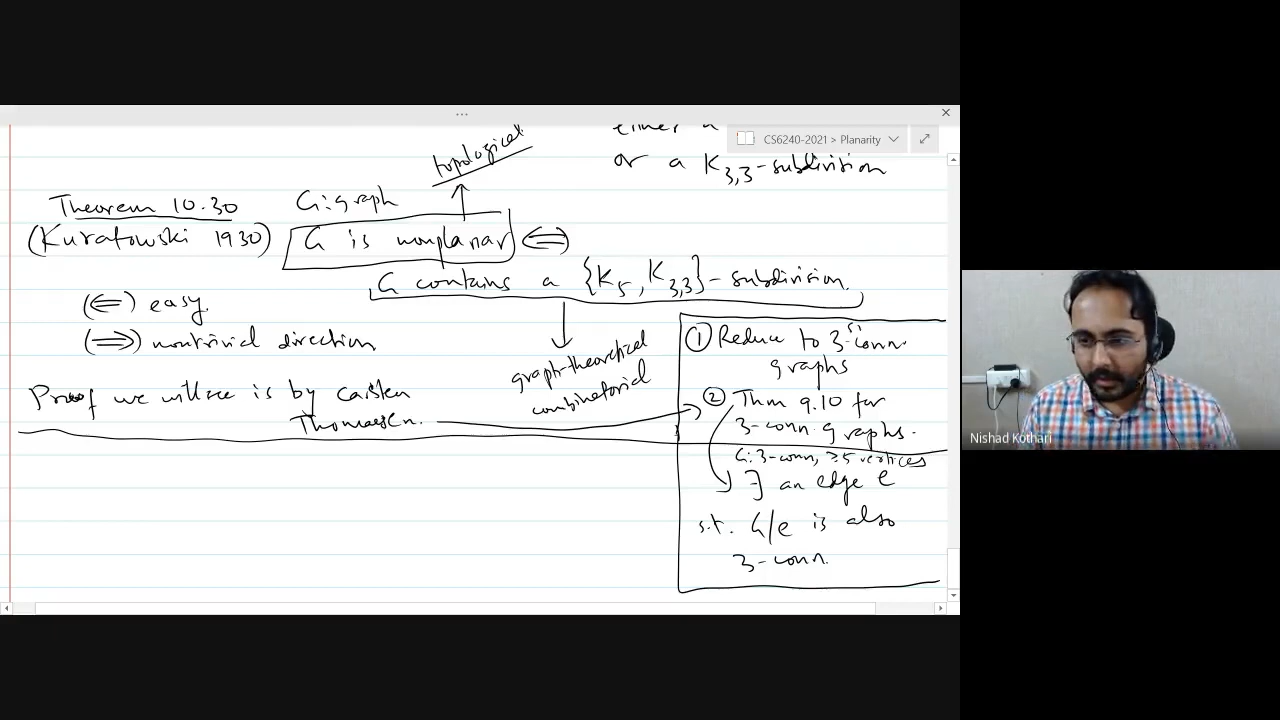 CS6240-2021 > Planarity
either a
or a K3,3-subdivision
topological
Theorem 10.30 G: graph
(Kuratowski 1930) G is nonplanar ⇔
G contains a {K5, K3,3}-subdivision.
(⇐) easy.
(⇒) nontrivial direction
graph-theoretical
combinatorial
Proof we will see is by Carsten
Thomassen.
① Reduce to 3-conn.
graphs
② Thm 9.10 for
3-conn. graphs.
G: 3-conn, ≥5 vertices
∃ an edge e
s.t. G/e is also
3-conn.
Nishad Kothari